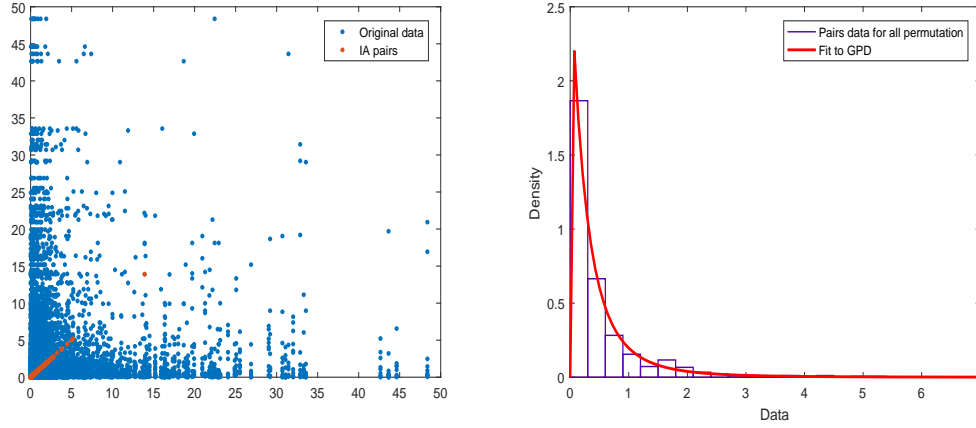 50
45
40
35
30
25
20
15
10
5
0
0 5 10 15 20 25 30 35 40 45 50
Original data
IA pairs
2.5
2
1.5
1
0.5
0
Density
0 1 2 3 4 5 6
Data
Pairs data for all permutation
Fit to GPD